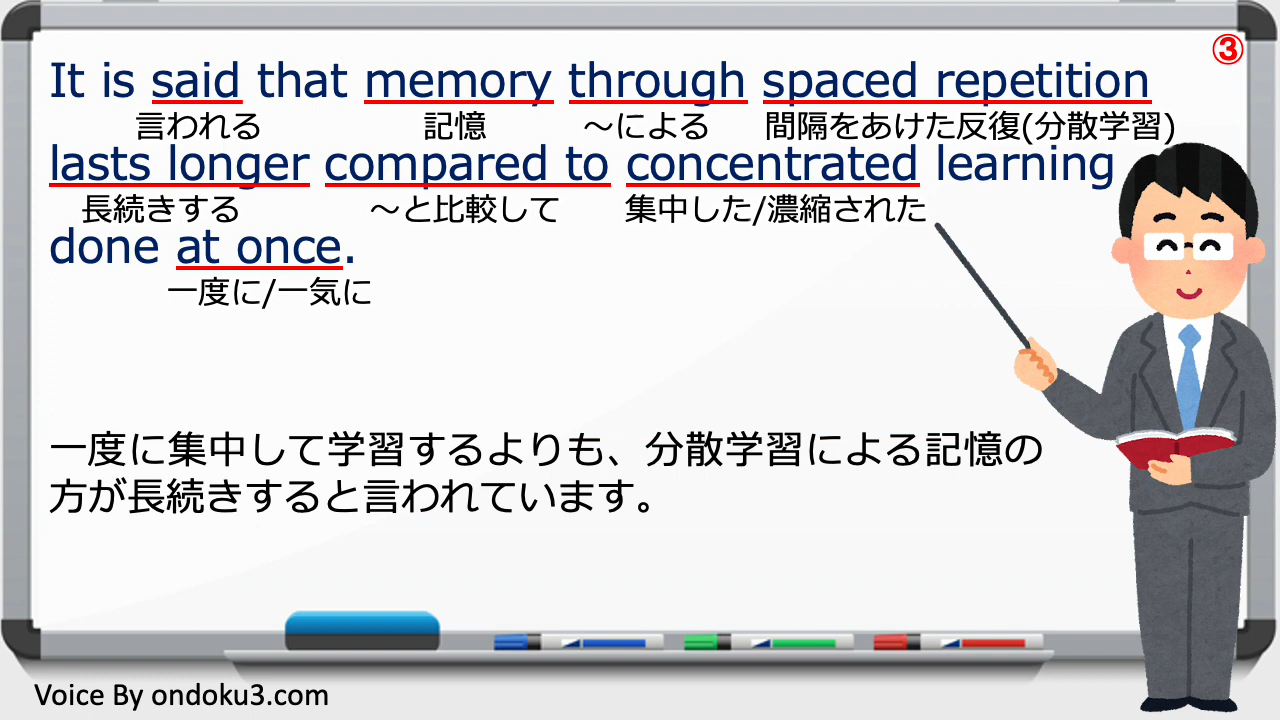 ③
It is said that memory through spaced repetition
言われる 記憶 ～による 間隔をあけた反復(分散学習)
lasts longer compared to concentrated learning
長続きする ～と比較して 集中した/濃縮された
done at once.
一度に/一気に
一度に集中して学習するよりも、分散学習による記憶の
方が長続きすると言われています。
Voice By ondoku3.com